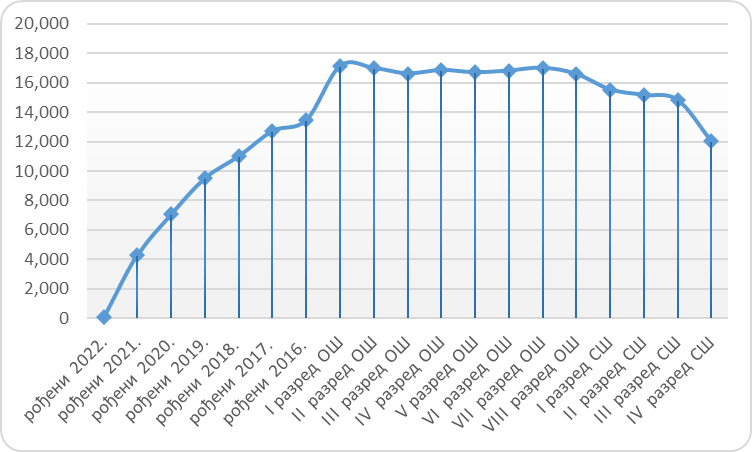 20,000
18,000
16,000
14,000
12,000
10,000
8,000
6,000
4,000
2,000
0
рођени 2022.
рођени 2021.
рођени 2020.
рођени 2019.
рођени 2018.
рођени 2017.
рођени 2016.
I разред ОШ
II разред ОШ
III разред ОШ
IV разред ОШ
V разред ОШ
VI разред ОШ
VII разред ОШ
VIII разред ОШ
I разред СШ
II разред СШ
III разред СШ
IV разред СШ